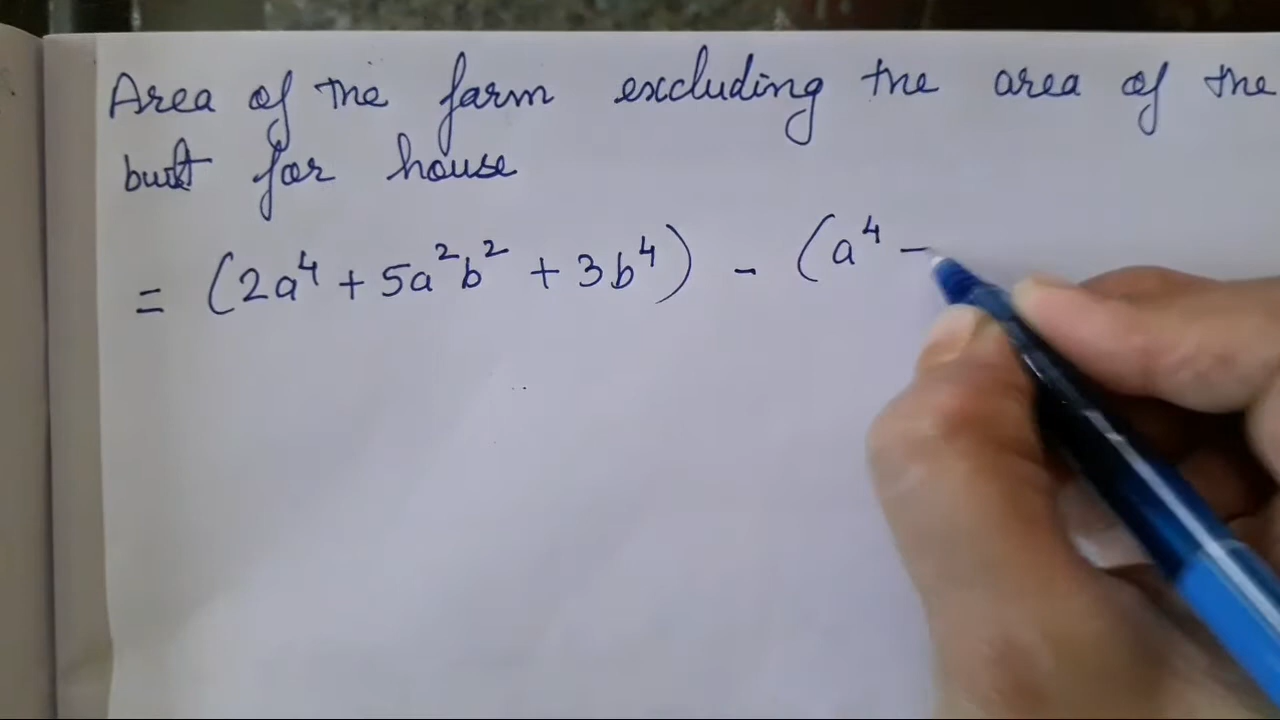 Area of the farm excluding the area of the
built for house
= (2a⁴ + 5a²b² + 3b⁴) - (a⁴ -